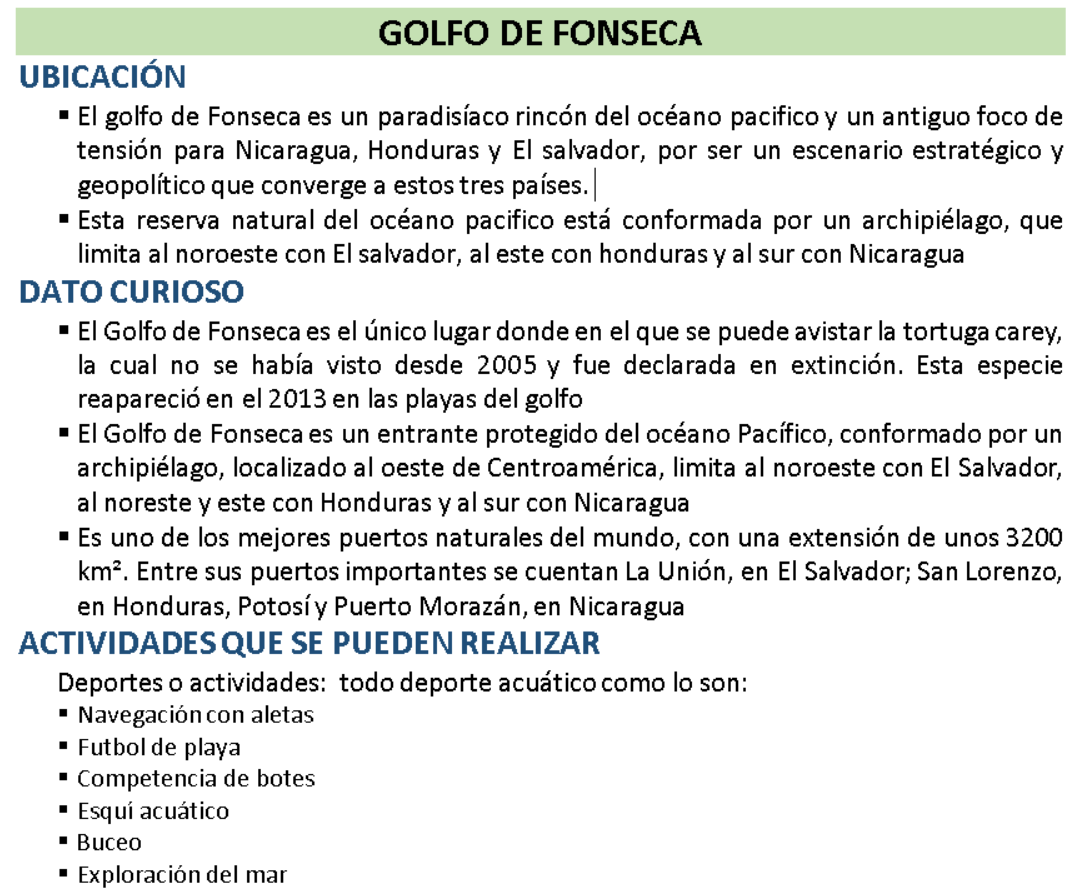 GOLFO DE FONSECA
UBICACIÓN
▪ El golfo de Fonseca es un paradisíaco rincón del océano pacifico y un antiguo foco de
tensión para Nicaragua, Honduras y El salvador, por ser un escenario estratégico y
geopolítico que converge a estos tres países.
▪ Esta reserva natural del océano pacifico está conformada por un archipiélago, que
limita al noroeste con El salvador, al este con honduras y al sur con Nicaragua
DATO CURIOSO
▪ El Golfo de Fonseca es el único lugar donde en el que se puede avistar la tortuga carey,
la cual no se había visto desde 2005 y fue declarada en extinción. Esta especie
reapareció en el 2013 en las playas del golfo
▪ El Golfo de Fonseca es un entrante protegido del océano Pacífico, conformado por un
archipiélago, localizado al oeste de Centroamérica, limita al noroeste con El Salvador,
al noreste y este con Honduras y al sur con Nicaragua
▪ Es uno de los mejores puertos naturales del mundo, con una extensión de unos 3200
km². Entre sus puertos importantes se cuentan La Unión, en El Salvador; San Lorenzo,
en Honduras, Potosí y Puerto Morazán, en Nicaragua
ACTIVIDADES QUE SE PUEDEN REALIZAR
Deportes o actividades: todo deporte acuático como lo son:
▪ Navegación con aletas
▪ Futbol de playa
▪ Competencia de botes
▪ Esquí acuático
▪ Buceo
▪ Exploración del mar